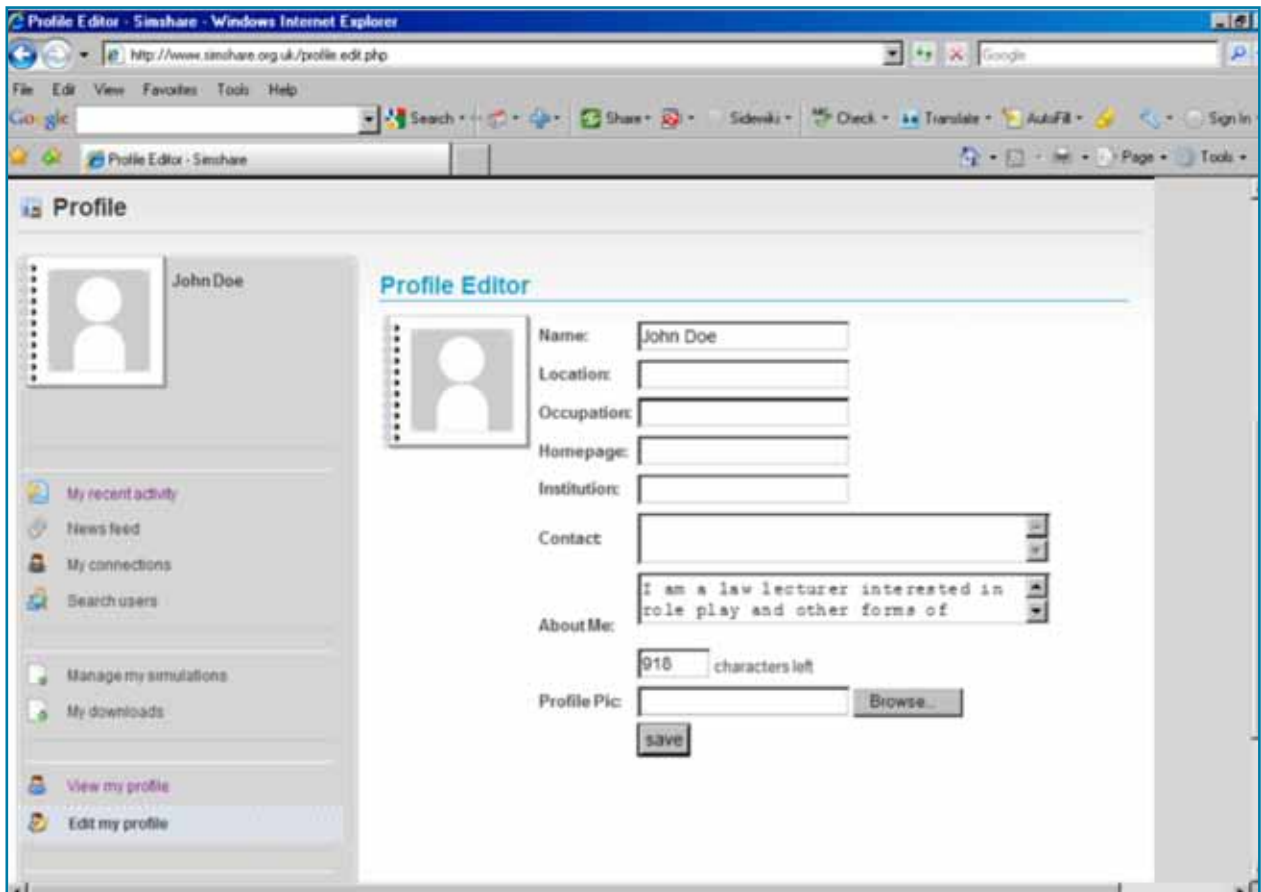 Profile Editor - Simshare - Windows Internet Explorer
http://www.simshare.org.uk/profile.edit.php
Google
File Edit View Favorites Tools Help
Google Search Share Sidewiki Check Translate AutoFill Sign In
Profile Editor - Simshare
Page Tools
Profile
John Doe
My recent activity
News feed
My connections
Search users
Manage my simulations
My downloads
View my profile
Edit my profile
Profile Editor
Name: John Doe
Location:
Occupation:
Homepage:
Institution:
Contact:
About Me: I am a law lecturer interested in
role play and other forms of
918 characters left
Profile Pic: Browse...
save